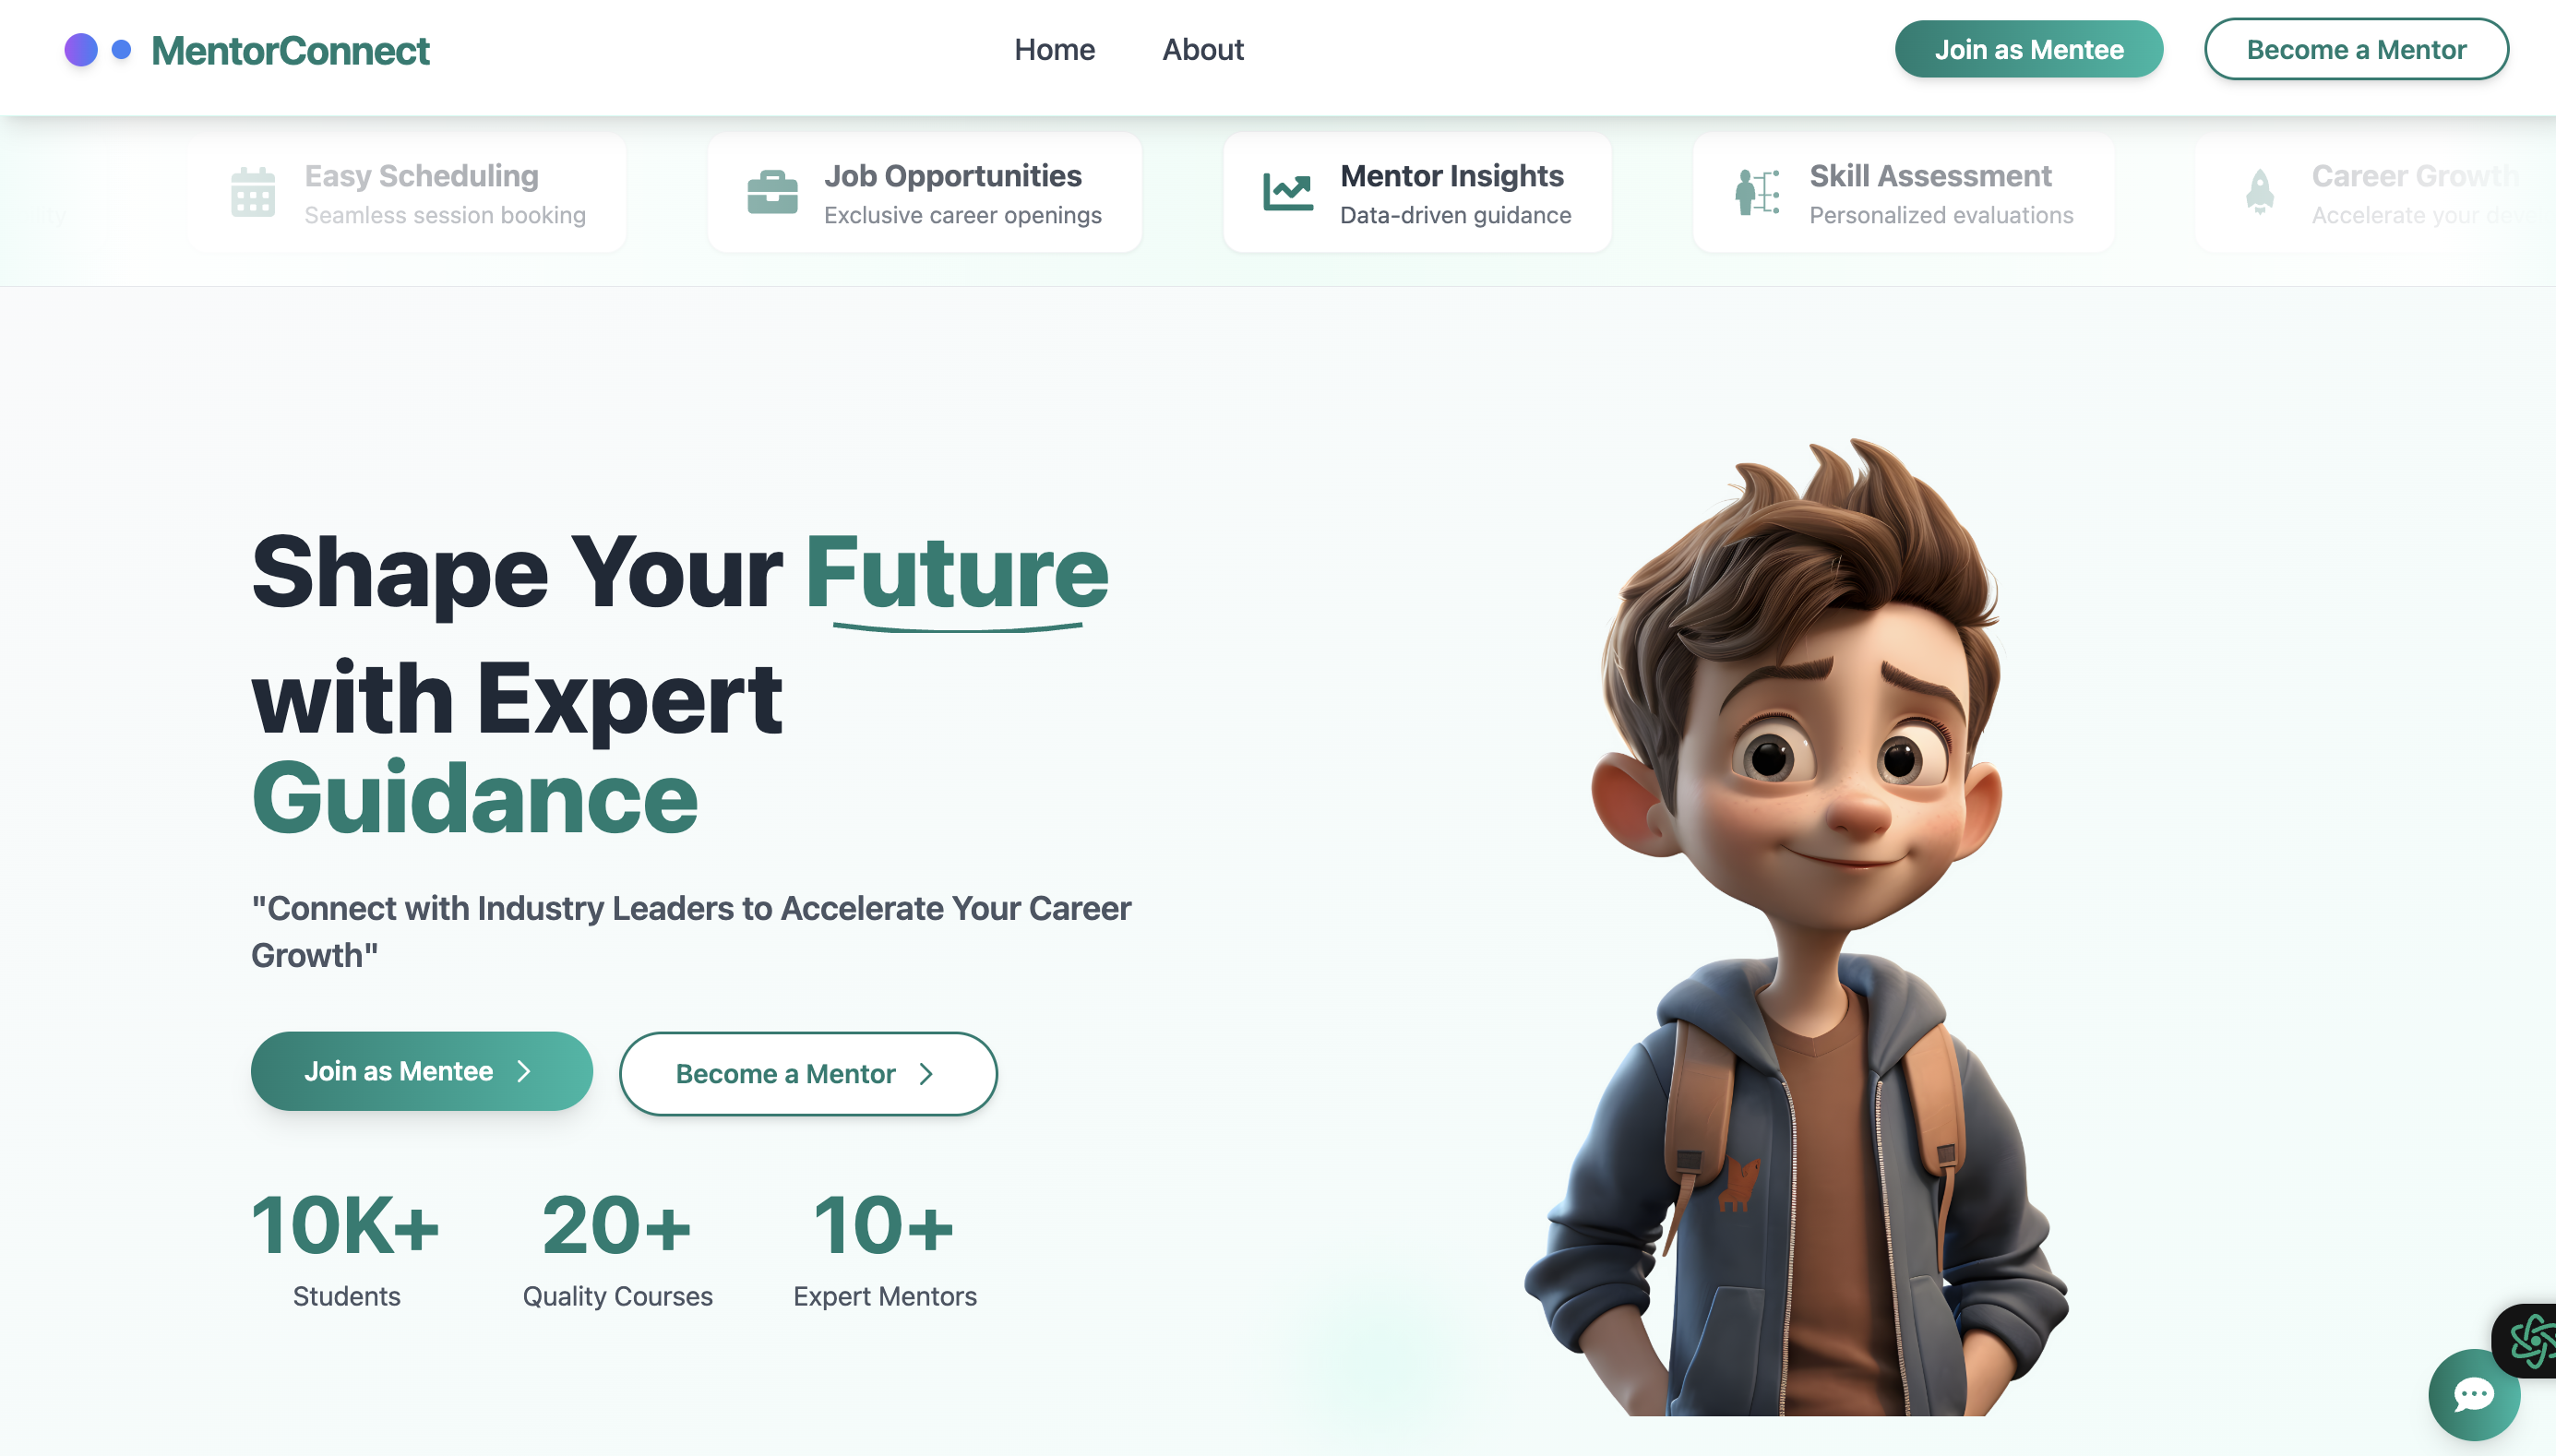 MentorConnect
Home
About
Join as Mentee
Become a Mentor
Easy Scheduling
Seamless session booking
Job Opportunities
Exclusive career openings
Mentor Insights
Data-driven guidance
Skill Assessment
Personalized evaluations
Career Growth
Accelerate your
Shape Your Future
with Expert
Guidance
"Connect with Industry Leaders to Accelerate Your Career
Growth"
Join as Mentee
Become a Mentor
10K+
Students
20+
Quality Courses
10+
Expert Mentors